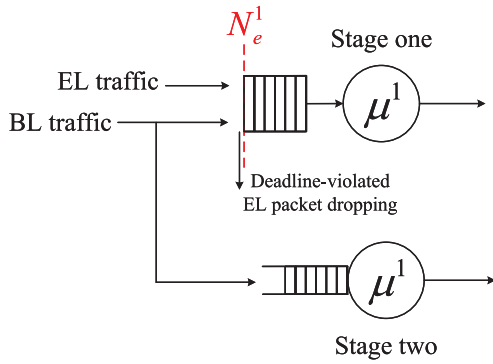 N_e^1
Stage one
EL traffic
μ^1
BL traffic
Deadline-violated
EL packet dropping
μ^1
Stage two